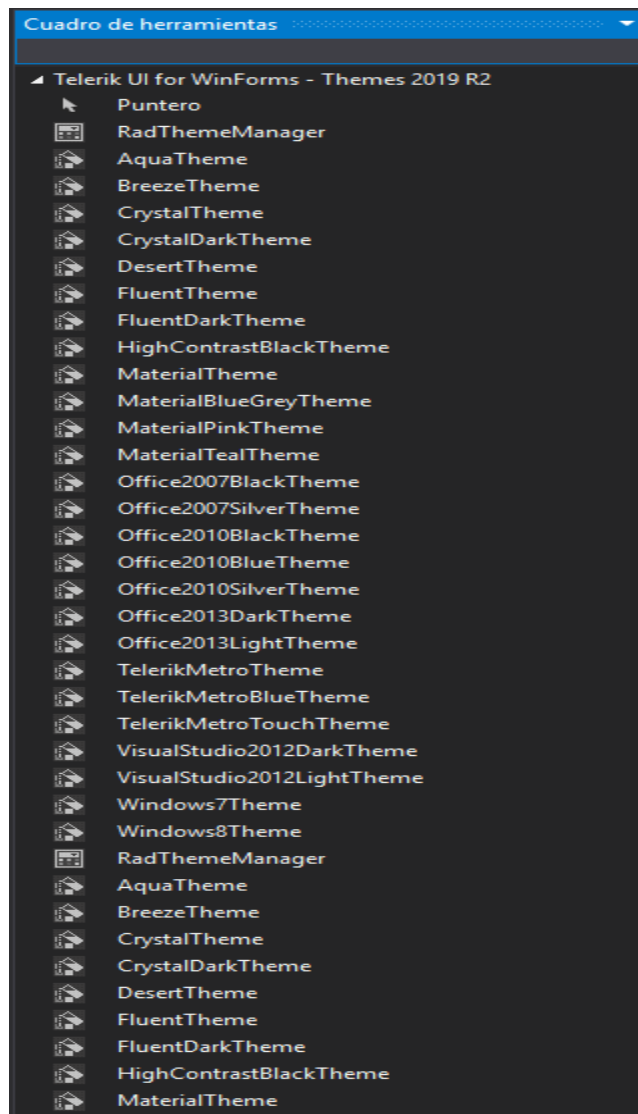 Cuadro de herramientas
Telerik UI for WinForms - Themes 2019 R2
Puntero
RadThemeManager
AquaTheme
BreezeTheme
CrystalTheme
CrystalDarkTheme
DesertTheme
FluentTheme
FluentDarkTheme
HighContrastBlackTheme
MaterialTheme
MaterialBlueGreyTheme
MaterialPinkTheme
MaterialTealTheme
Office2007BlackTheme
Office2007SilverTheme
Office2010BlackTheme
Office2010BlueTheme
Office2010SilverTheme
Office2013DarkTheme
Office2013LightTheme
TelerikMetroTheme
TelerikMetroBlueTheme
TelerikMetroTouchTheme
VisualStudio2012DarkTheme
VisualStudio2012LightTheme
Windows7Theme
Windows8Theme
RadThemeManager
AquaTheme
BreezeTheme
CrystalTheme
CrystalDarkTheme
DesertTheme
FluentTheme
FluentDarkTheme
HighContrastBlackTheme
MaterialTheme